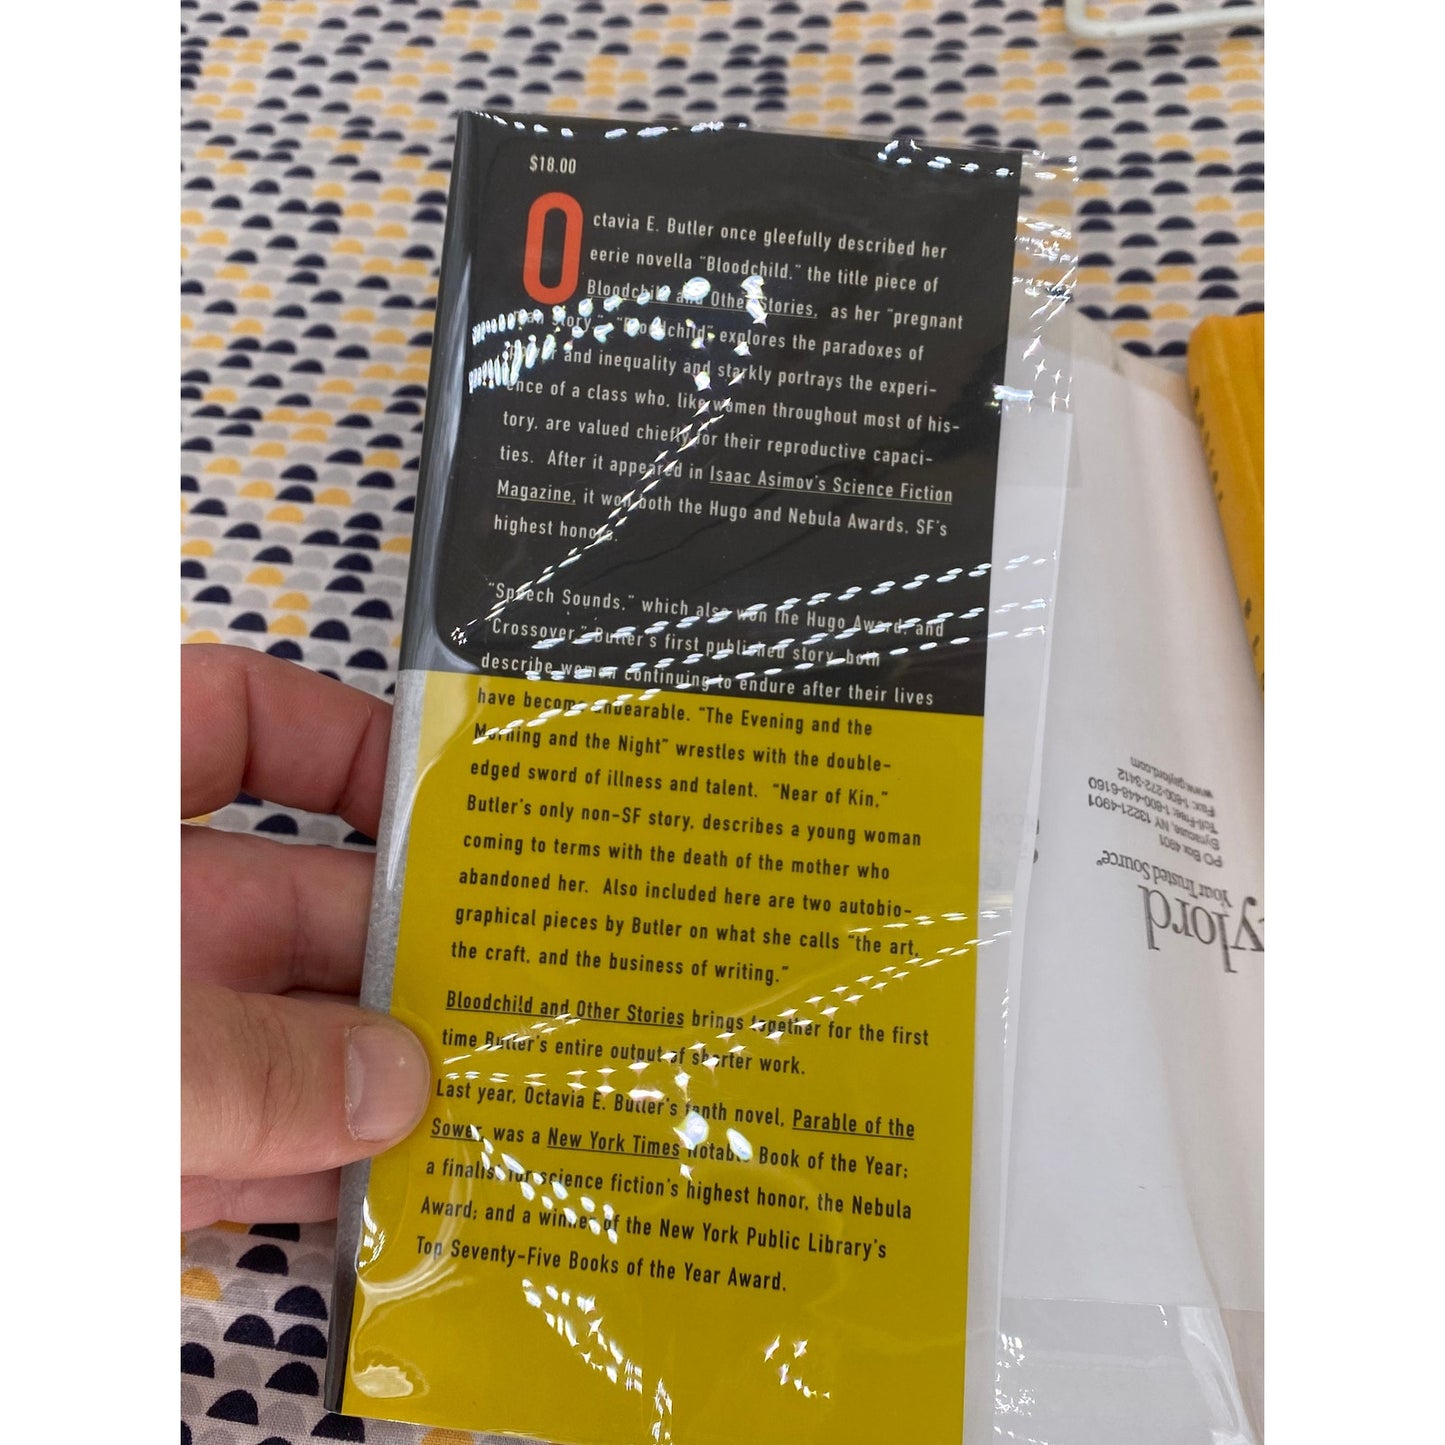 $18.00
Octavia E. Butler once gleefully described her
eerie novella "Bloodchild," the title piece of
Bloodchild and Other Stories, as her "pregnant
man story." "Bloodchild" explores the paradoxes of
and inequality and starkly portrays the experi-
ence of a class who, like women throughout most of his-
tory, are valued chiefly for their reproductive capaci-
ties. After it appeared in Isaac Asimov's Science Fiction
Magazine, it won both the Hugo and Nebula Awards, SF's
highest honors.
"Speech Sounds," which also won the Hugo Award, and
"Crossover," Butler's first published story, both
describe women continuing to endure after their lives
have become unbearable. "The Evening and the
Morning and the Night" wrestles with the double-
edged sword of illness and talent. "Near of Kin,"
Butler's only non-SF story, describes a young woman
coming to terms with the death of the mother who
abandoned her. Also included here are two autobio-
graphical pieces by Butler on what she calls "the art,
the craft, and the business of writing."
Bloodchild and Other Stories brings together for the first
time Butler's entire output of shorter work.
Last year, Octavia E. Butler's tenth novel, Parable of the
Sower, was a New York Times Notable Book of the Year;
a finalist for science fiction's highest honor, the Nebula
Award; and a winner of the New York Public Library's
Top Seventy-Five Books of the Year Award.
ylord
Your Trusted Source®
PO Box 4901
Syracuse, NY 13221-4901
Toll-Free: 1-800-448-6160
Fax: 1-800-272-3412
www.gaylord.com